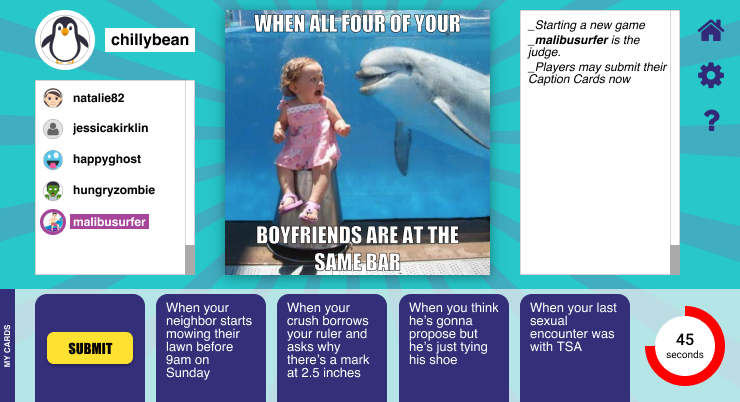 chillybean
natalie82
jessicakirklin
happyghost
hungryzombie
malibusurfer
WHEN ALL FOUR OF YOUR
BOYFRIENDS ARE AT THE
SAME BAR
_Starting a new game
_malibusurfer is the
judge.
_Players may submit their
Caption Cards now
?
MY CARDS
SUBMIT
When your
neighbor starts
mowing their
lawn before
9am on
Sunday
When your
crush borrows
your ruler and
asks why
there's a mark
at 2.5 inches
When you think
he's gonna
propose but
he's just tying
his shoe
When your last
sexual
encounter was
with TSA
45
seconds